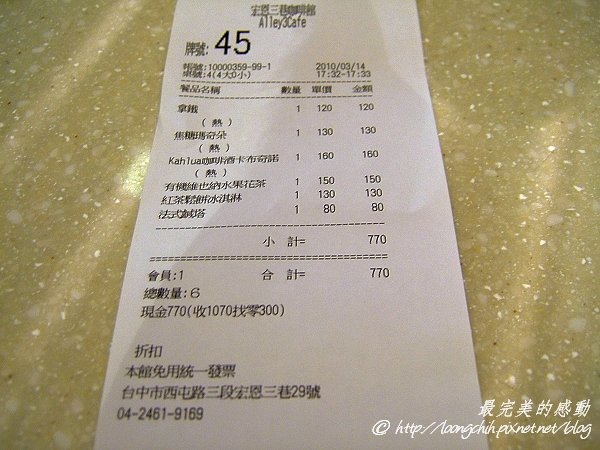 宏恩三巷咖啡館
Alley3Cafe
牌號: 45
帳號:10000359-99-1 2010/03/14
桌號:4(4大0小) 17:32-17:33
餐品名稱 數量 單價 金額
拿鐵 1 120 120
(熱)
焦糖瑪奇朵 1 130 130
(熱)
Kahlua咖啡酒卡布奇諾 1 160 160
(熱)
有機維也納水果花茶 1 150 150
紅茶鬆餅冰淇淋 1 130 130
法式鹹塔 1 80 80
小 計= 770
會員:1 合 計= 770
總數量:6
現金770(收1070找零300)
折扣
本館免用統一發票
台中市西屯路三段宏恩三巷29號
04-2461-9169
最完美的感動
© http://loongchih.pixnet.net/blog